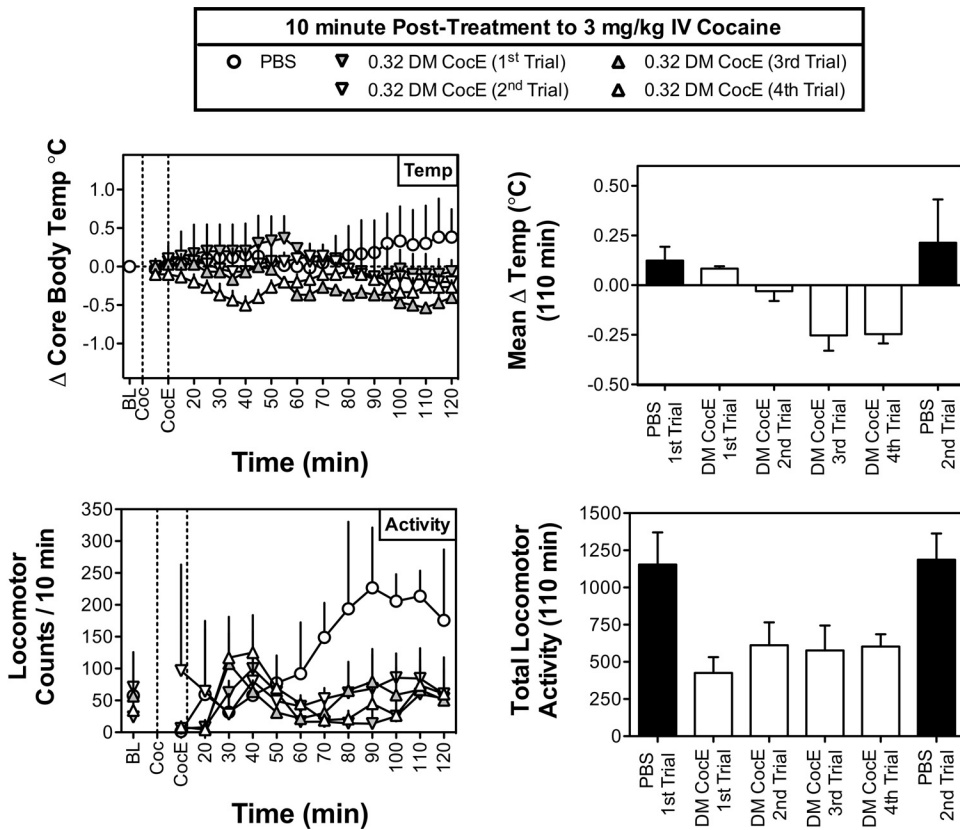 10 minute Post-Treatment to 3 mg/kg IV Cocaine
PBS
0.32 DM CocE (1st Trial)
0.32 DM CocE (3rd Trial)
0.32 DM CocE (2nd Trial)
0.32 DM CocE (4th Trial)
Temp
Δ Core Body Temp °C
1.0
0.5
0.0
-0.5
-1.0
BL
Coc
CocE
20
30
40
50
60
70
80
90
100
110
120
Time (min)
Mean Δ Temp (°C)
(110 min)
0.50
0.25
0.00
-0.25
-0.50
PBS
1st Trial
DM CocE
1st Trial
DM CocE
2nd Trial
DM CocE
3rd Trial
DM CocE
4th Trial
PBS
2nd Trial
Activity
Locomotor
Counts / 10 min
350
300
250
200
150
100
50
0
BL
Coc
CocE
20
30
40
50
60
70
80
90
100
110
120
Time (min)
Total Locomotor
Activity (110 min)
1500
1250
1000
750
500
250
0
PBS
1st Trial
DM CocE
1st Trial
DM CocE
2nd Trial
DM CocE
3rd Trial
DM CocE
4th Trial
PBS
2nd Trial